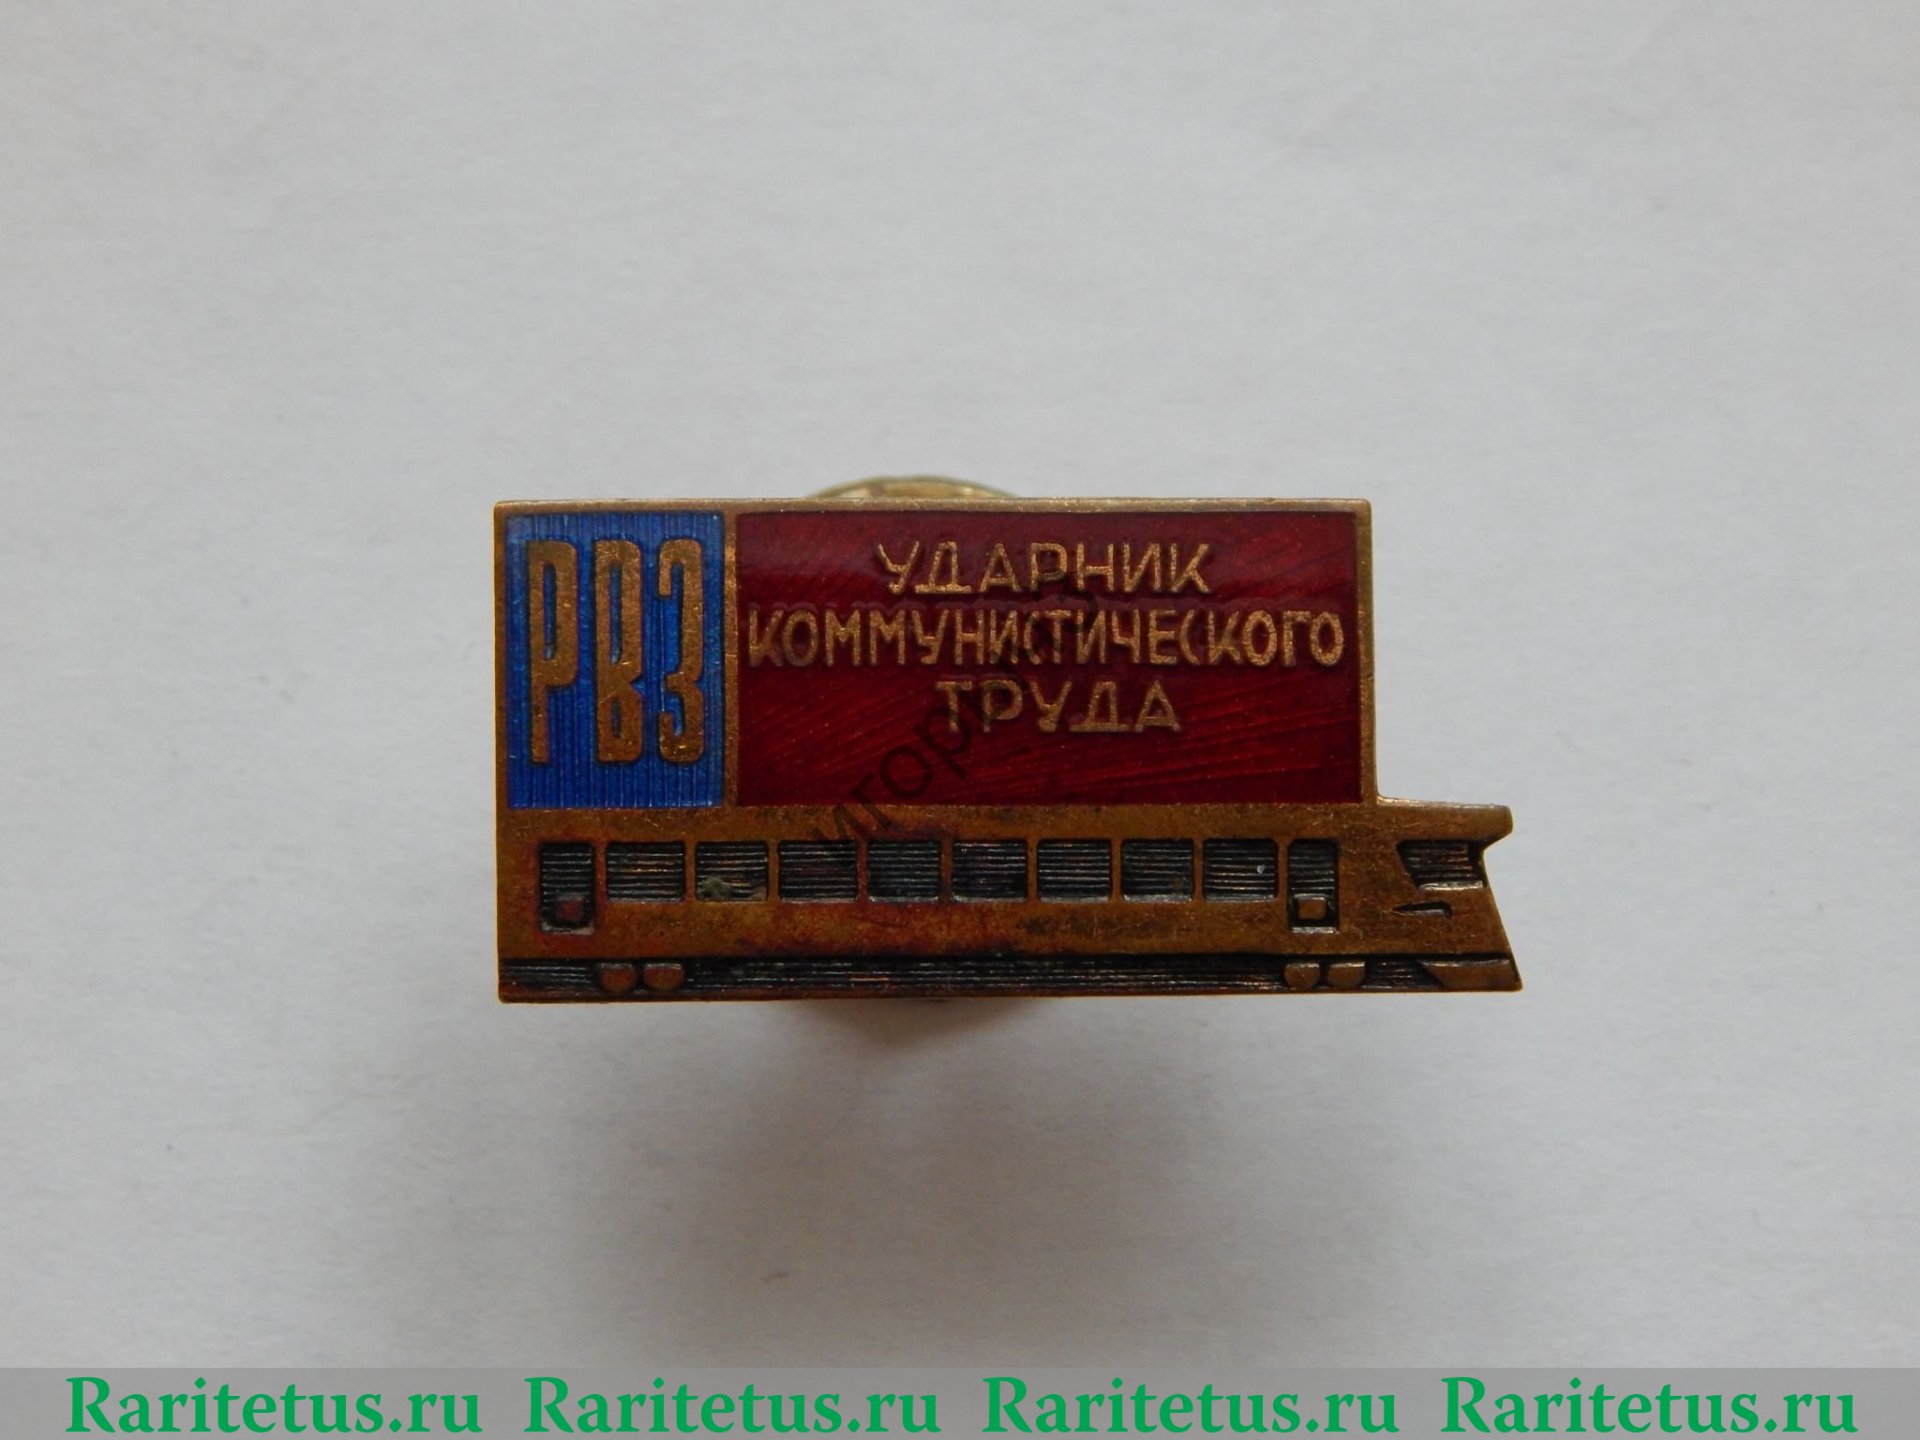 РВЗ
УДАРНИК
КОММУНИСТИЧЕСКОГО
ТРУДА
Raritetus.ru Raritetus.ru Raritetus.ru Raritetus.ru